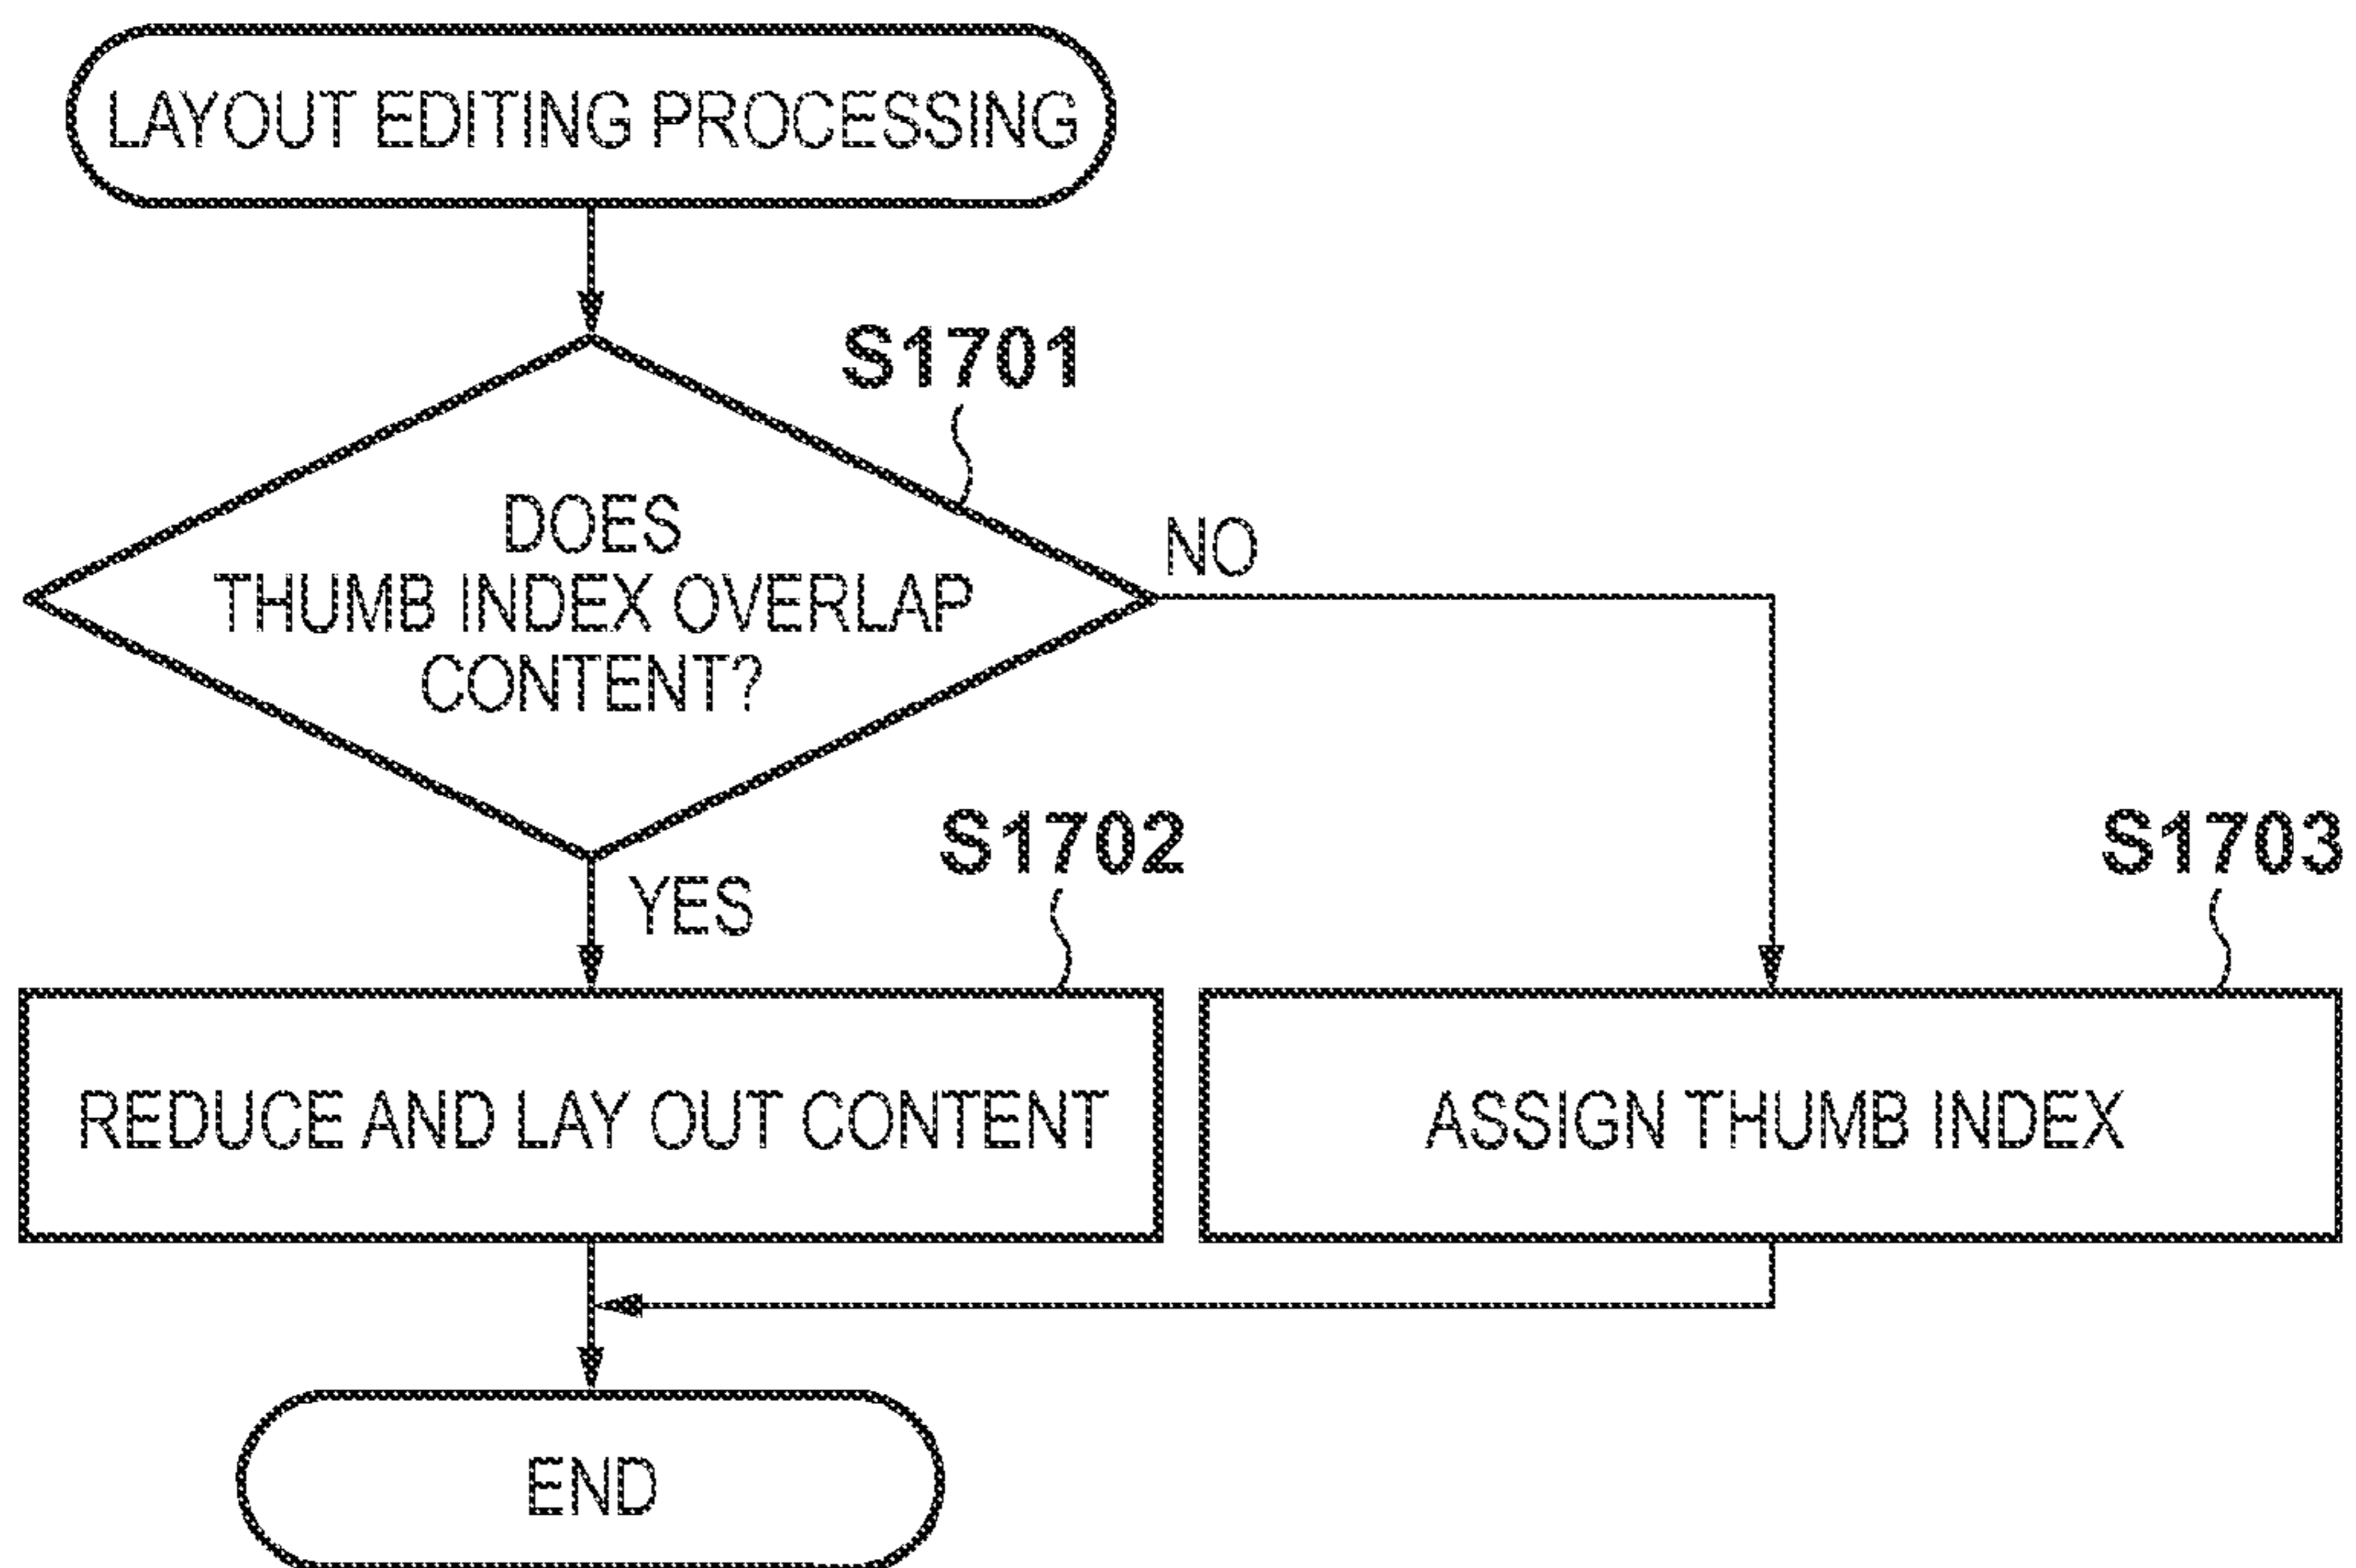 LAYOUT EDITING PROCESSING
S1701
DOES
THUMB INDEX OVERLAP
CONTENT?
NO
YES
S1702
S1703
REDUCE AND LAY OUT CONTENT
ASSIGN THUMB INDEX
END